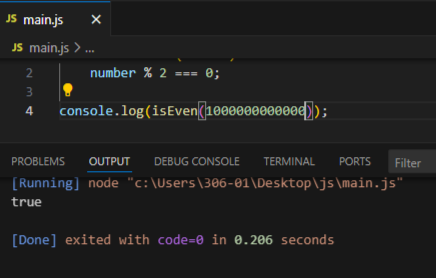 JS main.js ×
JS main.js > ...
2 number % 2 === 0;
3
4 console.log(isEven(1000000000000));
PROBLEMS OUTPUT DEBUG CONSOLE TERMINAL PORTS Filter
[Running] node "c:\Users\306-01\Desktop\js\main.js"
true
[Done] exited with code=0 in 0.206 seconds